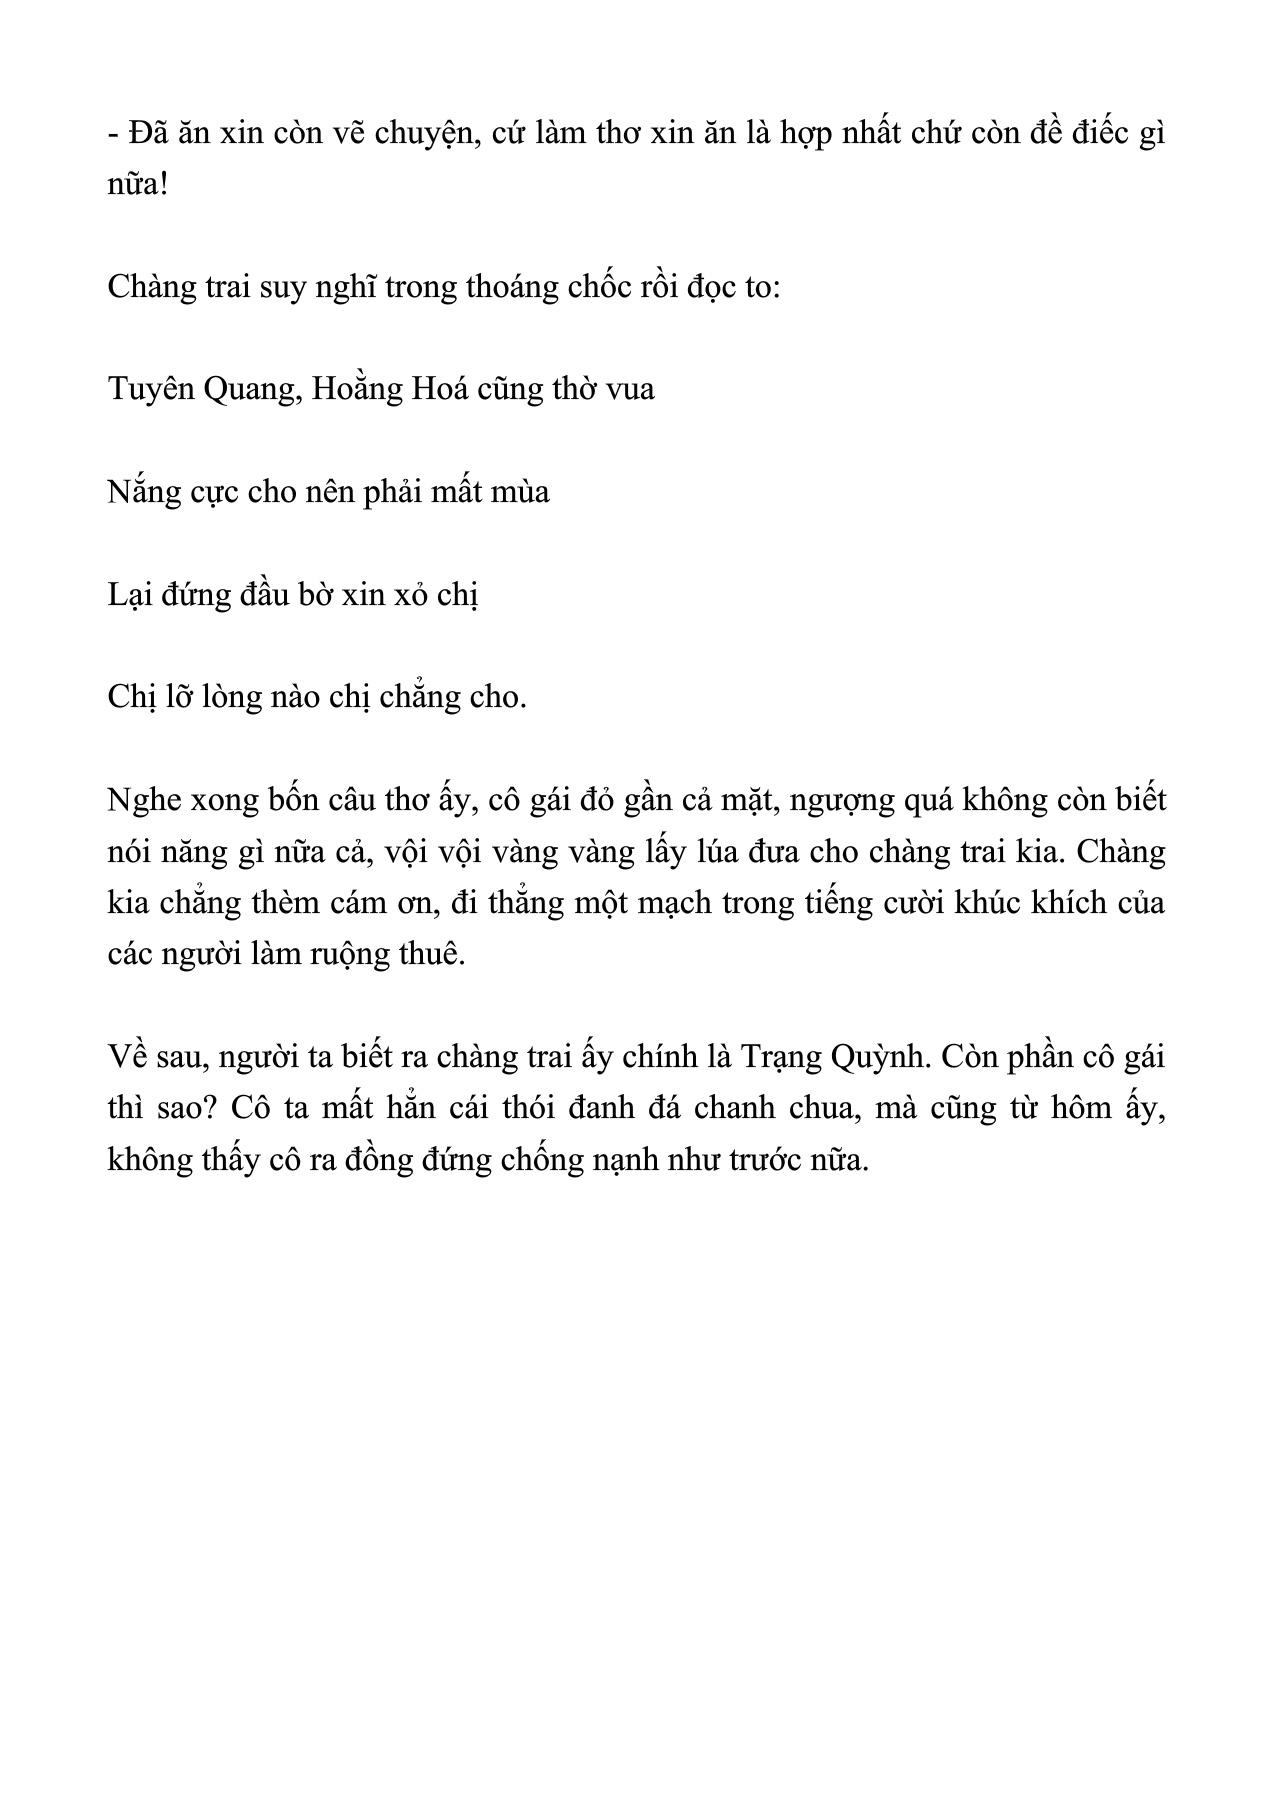 - Đã ăn xin còn vẽ chuyện, cứ làm thơ xin ăn là hợp nhất chứ còn đề điếc gì
nữa!
Chàng trai suy nghĩ trong thoáng chốc rồi đọc to:
Tuyên Quang, Hoằng Hoá cũng thờ vua
Nắng cực cho nên phải mất mùa
Lại đứng đầu bờ xin xỏ chị
Chị lỡ lòng nào chị chẳng cho.
Nghe xong bốn câu thơ ấy, cô gái đỏ gần cả mặt, ngượng quá không còn biết
nói năng gì nữa cả, vội vội vàng vàng lấy lúa đưa cho chàng trai kia. Chàng
kia chẳng thèm cám ơn, đi thẳng một mạch trong tiếng cười khúc khích của
các người làm ruộng thuê.
Về sau, người ta biết ra chàng trai ấy chính là Trạng Quỳnh. Còn phần cô gái
thì sao? Cô ta mất hẳn cái thói đanh đá chanh chua, mà cũng từ hôm ấy,
không thấy cô ra đồng đứng chống nạnh như trước nữa.